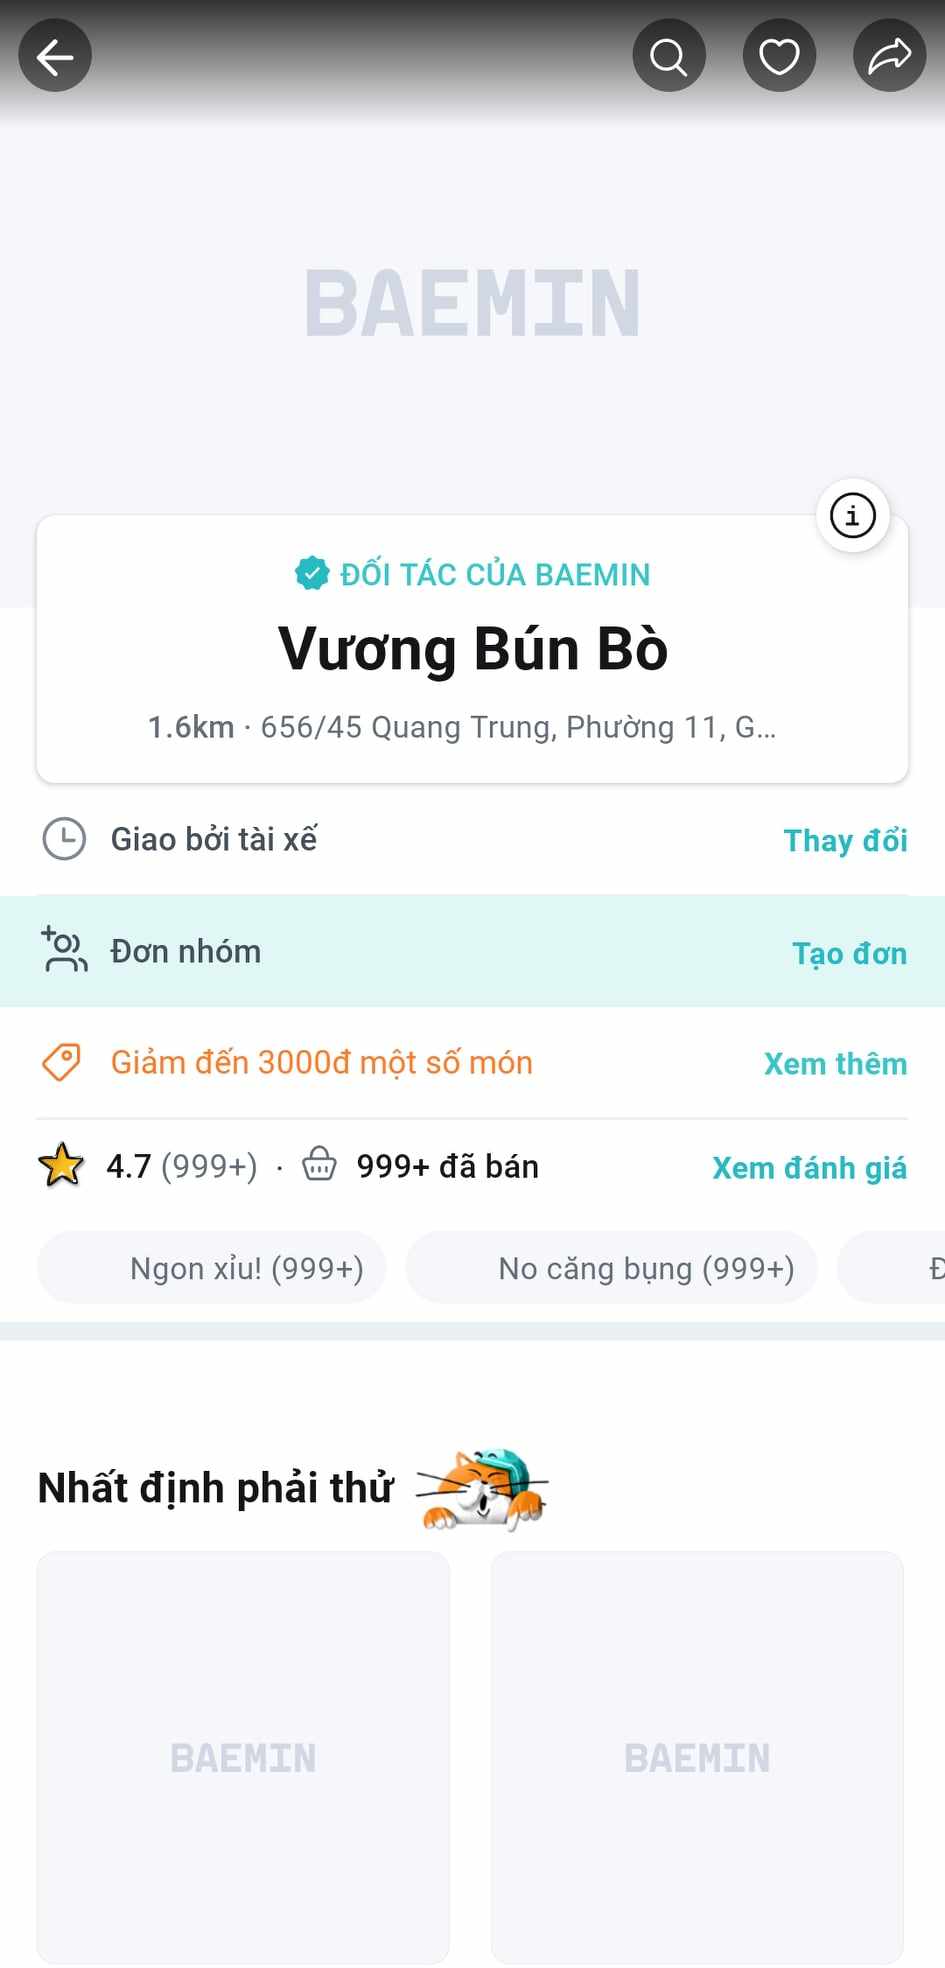 BAEMIN
ĐỐI TÁC CỦA BAEMIN
Vương Bún Bò
1.6km · 656/45 Quang Trung, Phường 11, G...
Giao bởi tài xế
Thay đổi
Đơn nhóm
Tạo đơn
Giảm đến 3000đ một số món
Xem thêm
4.7 (999+) · 999+ đã bán
Xem đánh giá
Ngon xỉu! (999+)
No căng bụng (999+)
Nhất định phải thử
BAEMIN
BAEMIN